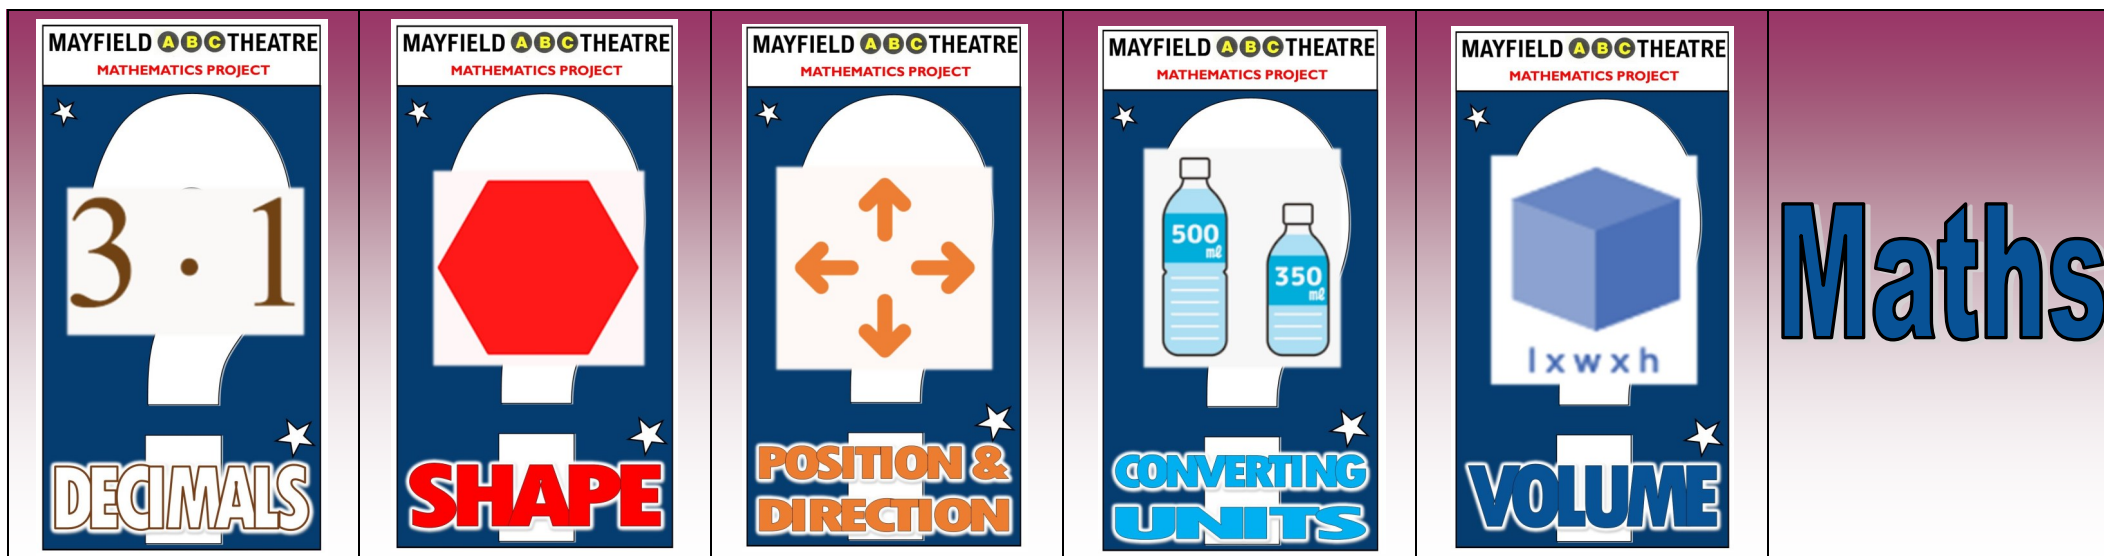 MAYFIELD ABC THEATRE
MATHEMATICS PROJECT
3 · 1
DECIMALS
MAYFIELD ABC THEATRE
MATHEMATICS PROJECT
SHAPE
MAYFIELD ABC THEATRE
MATHEMATICS PROJECT
POSITION &
DIRECTION
MAYFIELD ABC THEATRE
MATHEMATICS PROJECT
500
ml
350
ml
CONVERTING
UNITS
MAYFIELD ABC THEATRE
MATHEMATICS PROJECT
l x w x h
VOLUME
Maths